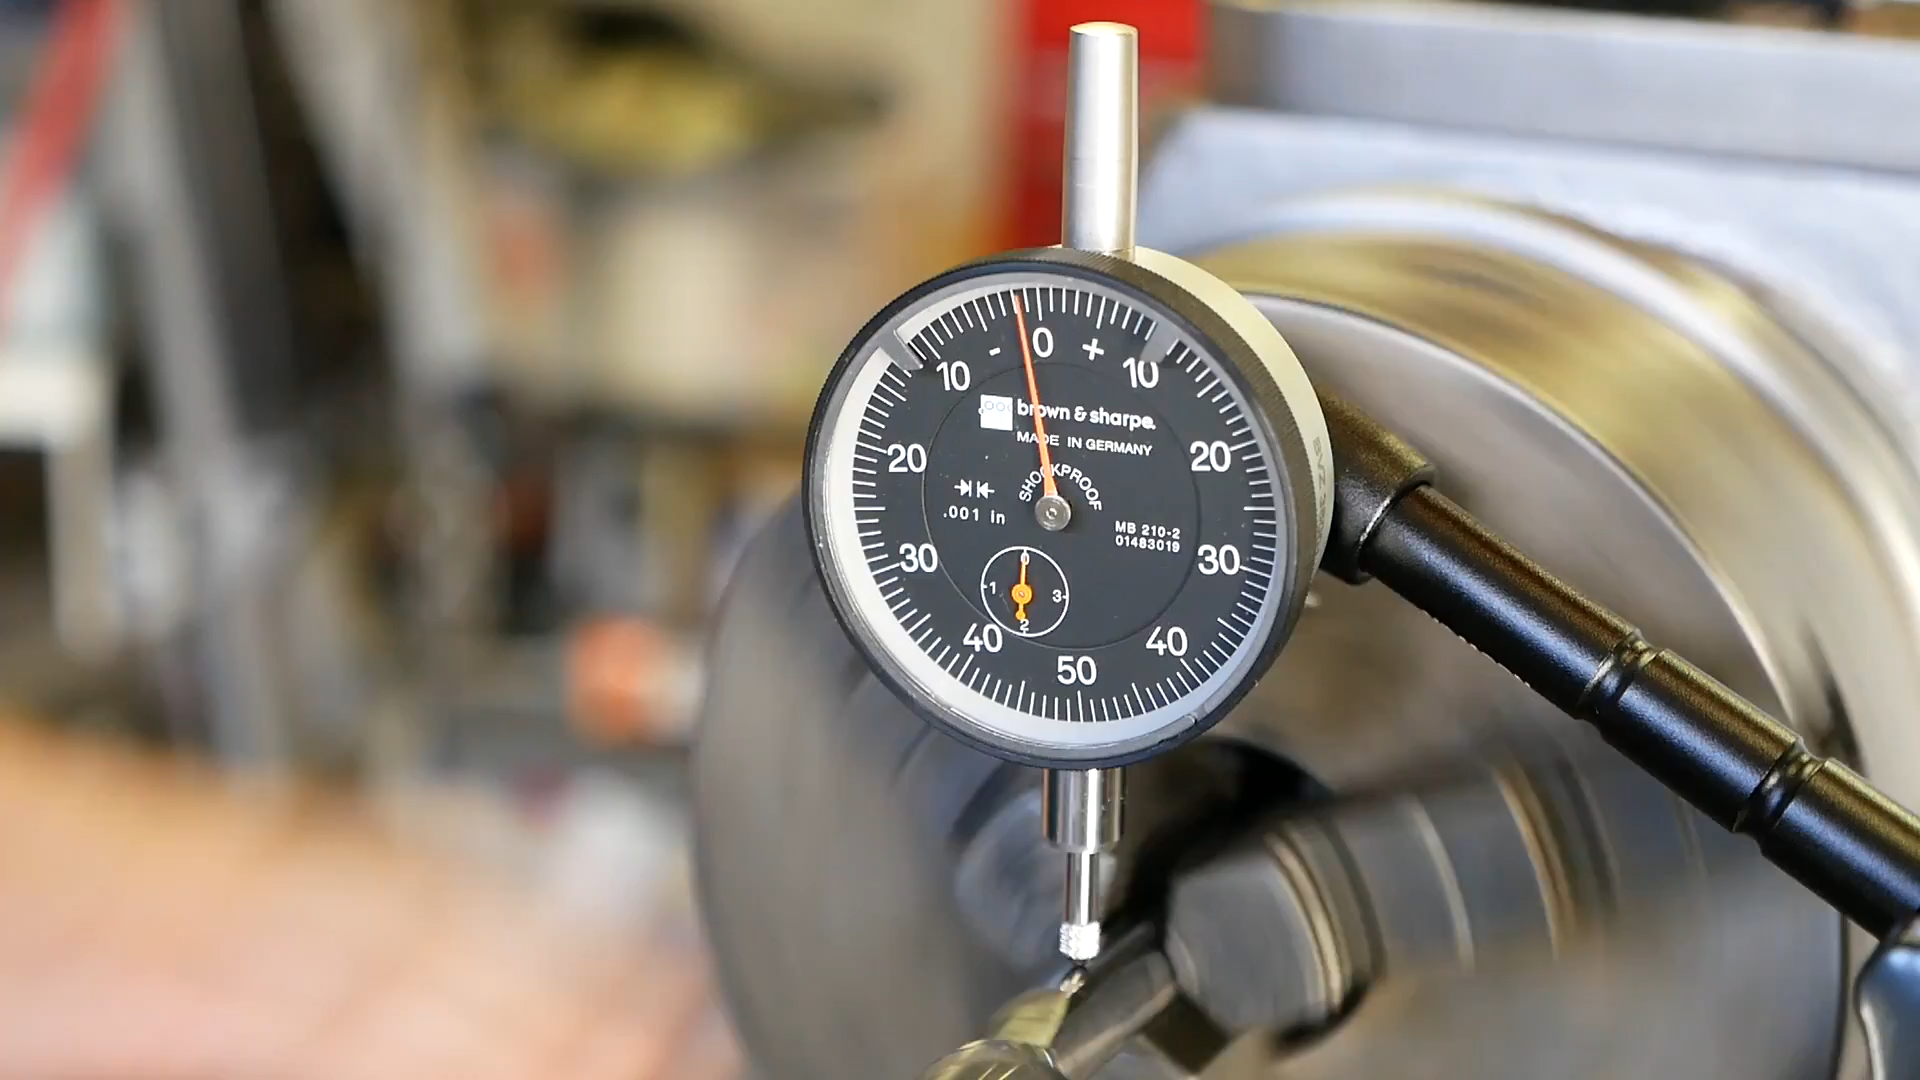 - 0 +
10 10
brown & sharpe.
MADE IN GERMANY
20 20
SHOCKPROOF
.001 in
MB 210-2
01483019
30 30
0
1 3
2
40 40
50